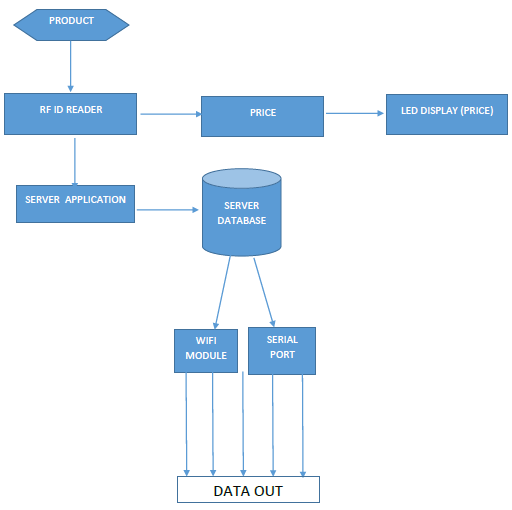 PRODUCT
RF ID READER
PRICE
LED DISPLAY (PRICE)
SERVER APPLICATION
SERVER
DATABASE
WIFI
MODULE
SERIAL
PORT
DATA OUT